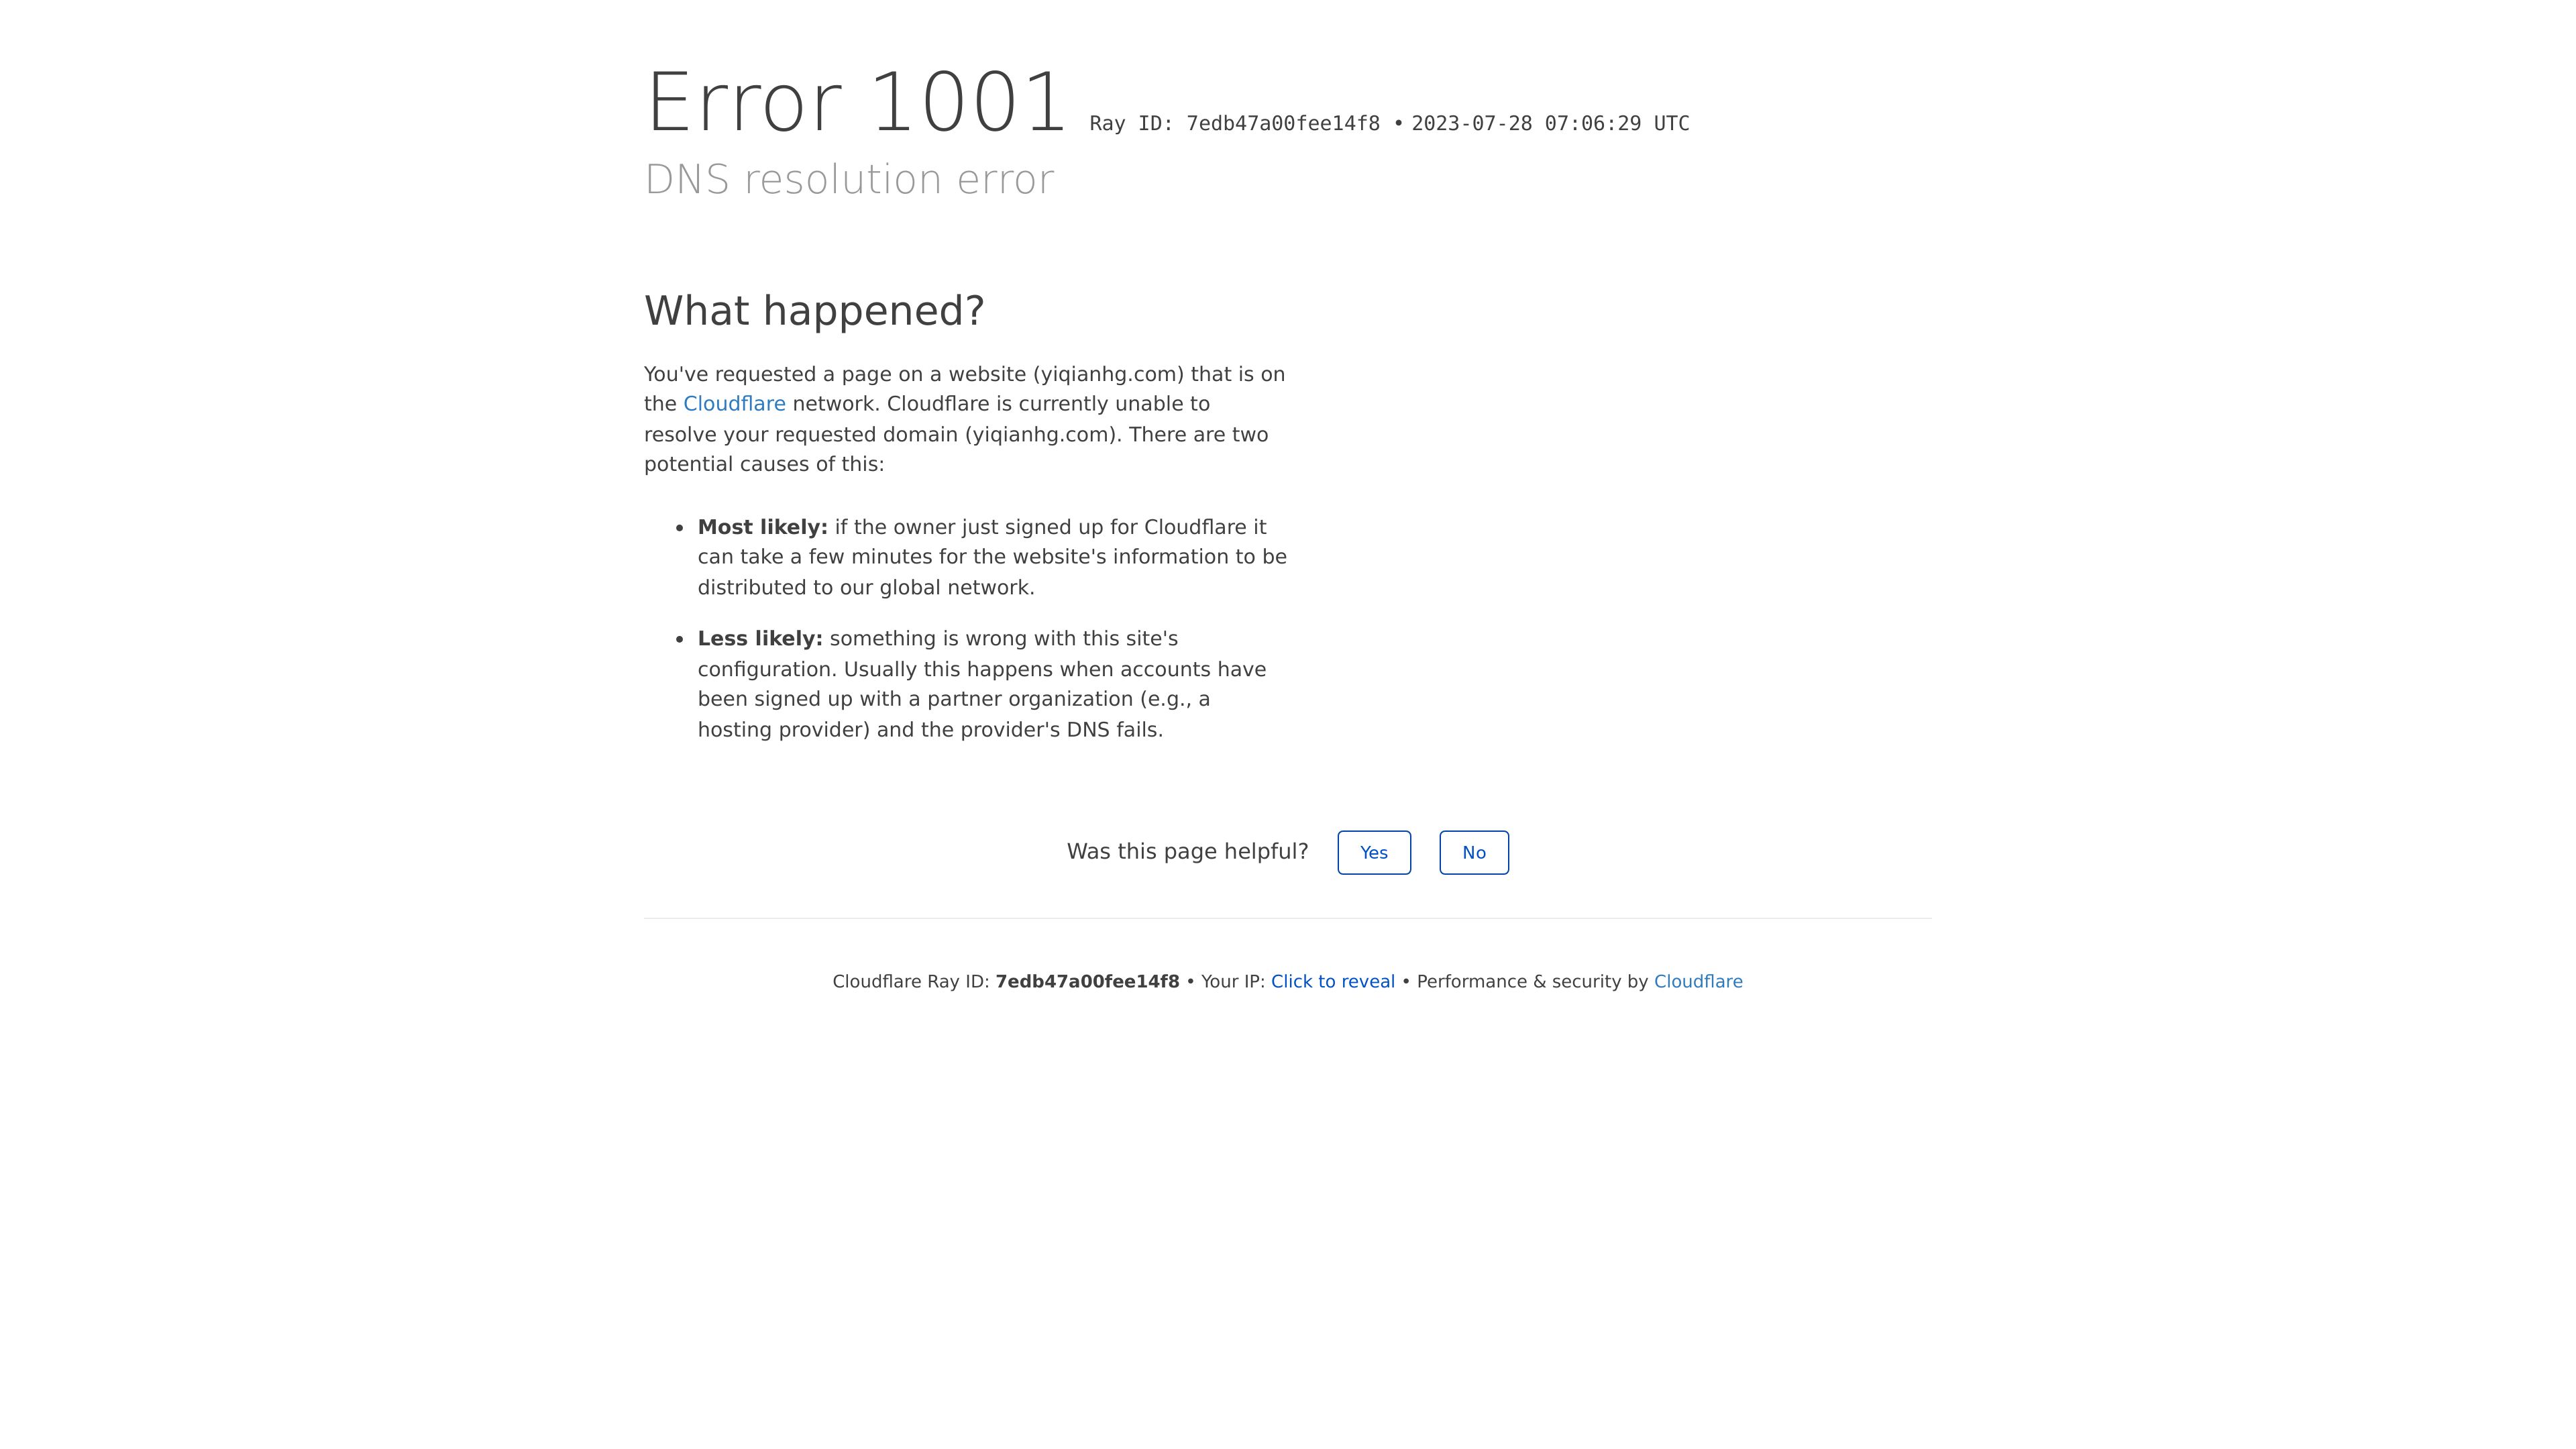 Error 1001 Ray ID: 7edb47a00fee14f8 • 2023-07-28 07:06:29 UTC
DNS resolution error
What happened?
You've requested a page on a website (yiqianhg.com) that is on
the Cloudflare network. Cloudflare is currently unable to
resolve your requested domain (yiqianhg.com). There are two
potential causes of this:
• Most likely: if the owner just signed up for Cloudflare it
can take a few minutes for the website's information to be
distributed to our global network.
• Less likely: something is wrong with this site's
configuration. Usually this happens when accounts have
been signed up with a partner organization (e.g., a
hosting provider) and the provider's DNS fails.
Was this page helpful? Yes No
Cloudflare Ray ID: 7edb47a00fee14f8 • Your IP: Click to reveal • Performance & security by Cloudflare